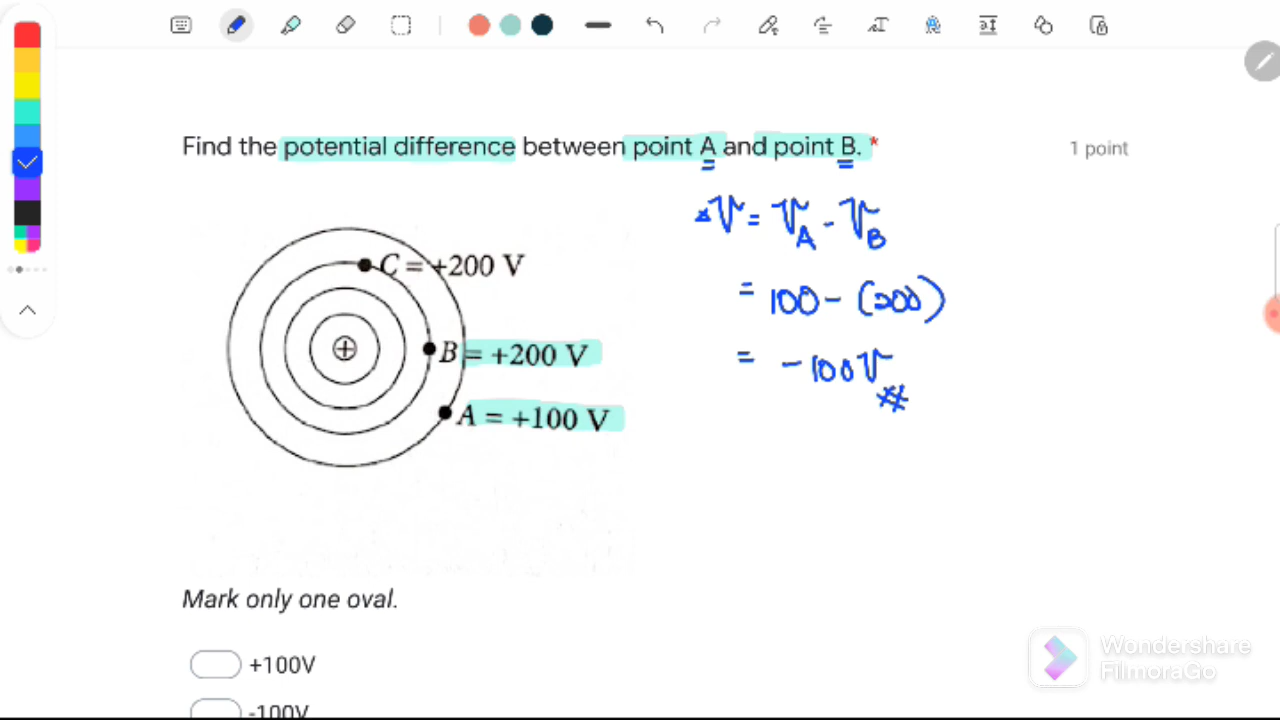 Find the potential difference between point A and point B. *
1 point
ΔV = V_A - V_B
= 100 - (200)
= -100V
C = +200 V
B = +200 V
A = +100 V
Mark only one oval.
+100V
-100V
Wondershare
FilmoraGo